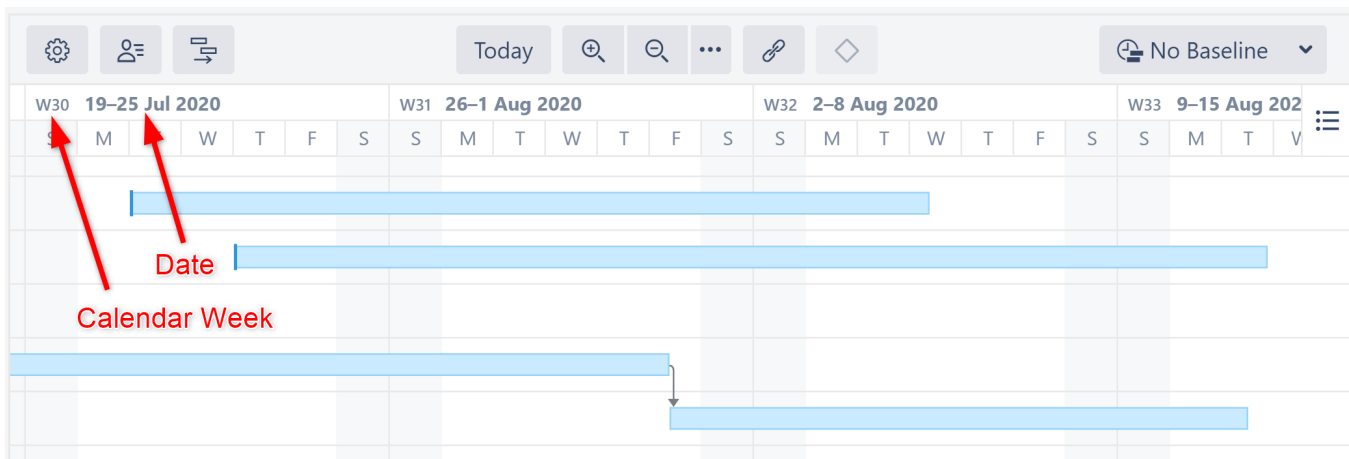 Today No Baseline
W30 19–25 Jul 2020 W31 26–1 Aug 2020 W32 2–8 Aug 2020 W33 9–15 Aug 202
S M W T F S S M T W T F S S M T W T F S S M T W
Date
Calendar Week